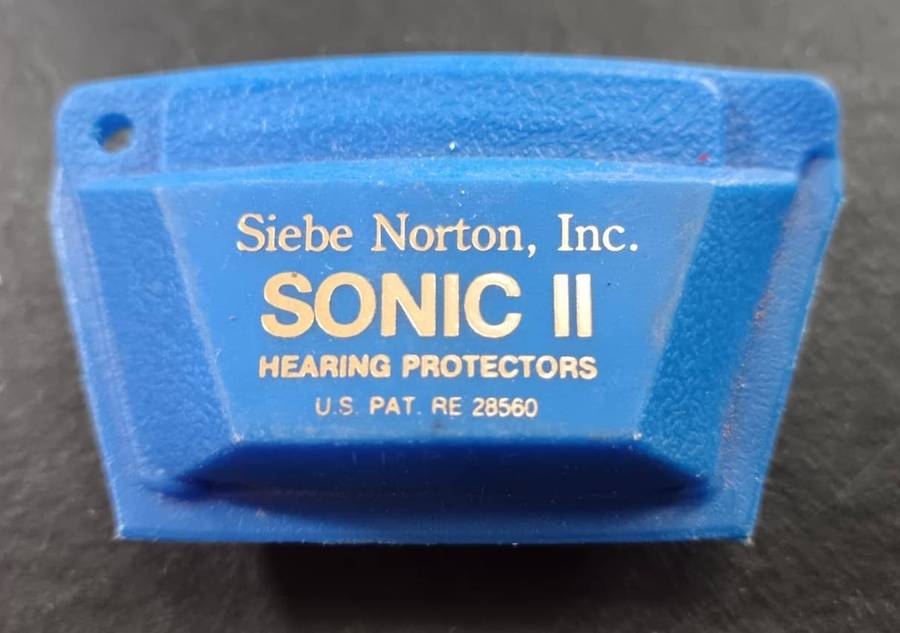 Siebe Norton, Inc.
SONIC II
HEARING PROTECTORS
U.S. PAT. RE 28560